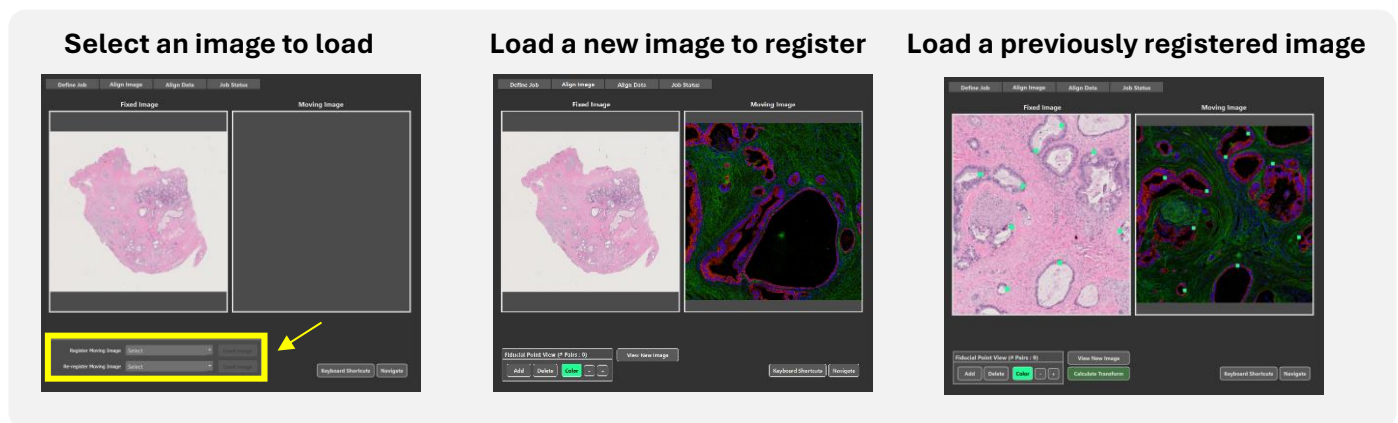 Select an image to load
Define Job Align Image Align Data Job Status
Fixed Image Moving Image
Register Moving Image Select
Re-register Moving Image Select
Keyboard Shortcuts Navigate
Load a new image to register
Define Job Align Image Align Data Job Status
Fixed Image Moving Image
Fiducial Point View (# Pairs : 0) View New Image
Add Delete Color - +
Keyboard Shortcuts Navigate
Load a previously registered image
Define Job Align Image Align Data Job Status
Fixed Image Moving Image
Fiducial Point View (# Pairs : 9) View New Image
Add Delete Color - + Calculate Transform
Keyboard Shortcuts Navigate